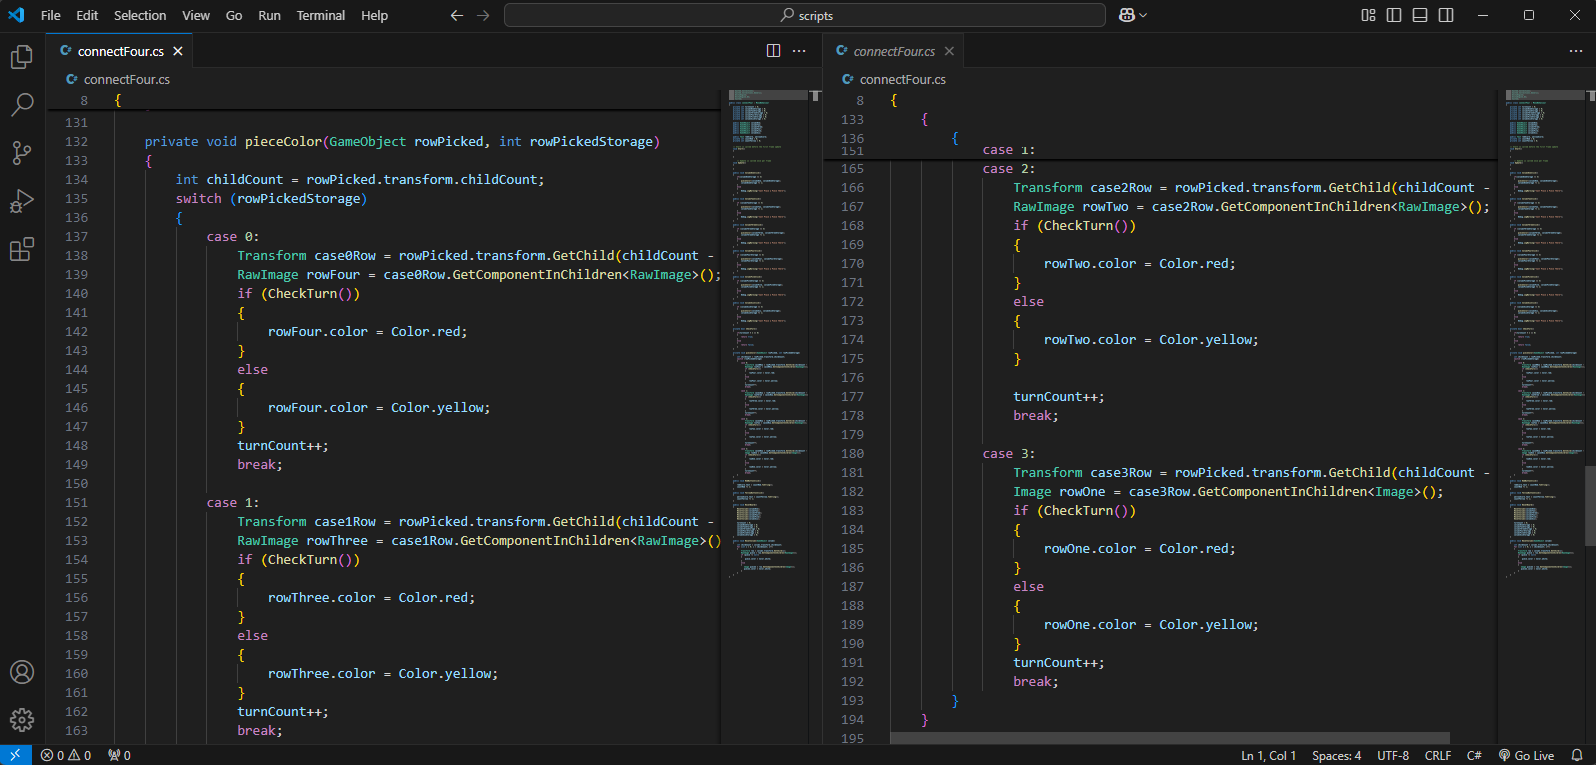 File Edit Selection View Go Run Terminal Help
scripts
connectFour.cs
connectFour.cs
8 {
131
132 private void pieceColor(GameObject rowPicked, int rowPickedStorage)
133 {
134 int childCount = rowPicked.transform.childCount;
135 switch (rowPickedStorage)
136 {
137 case 0:
138 Transform case0Row = rowPicked.transform.GetChild(childCount -
139 RawImage rowFour = case0Row.GetComponentInChildren<RawImage>();
140 if (CheckTurn())
141 {
142 rowFour.color = Color.red;
143 }
144 else
145 {
146 rowFour.color = Color.yellow;
147 }
148 turnCount++;
149 break;
150
151 case 1:
152 Transform case1Row = rowPicked.transform.GetChild(childCount -
153 RawImage rowThree = case1Row.GetComponentInChildren<RawImage>()
154 if (CheckTurn())
155 {
156 rowThree.color = Color.red;
157 }
158 else
159 {
160 rowThree.color = Color.yellow;
161 }
162 turnCount++;
163 break;
connectFour.cs
connectFour.cs
8 {
133 {
136 {
151 case 1:
165 case 2:
166 Transform case2Row = rowPicked.transform.GetChild(childCount -
167 RawImage rowTwo = case2Row.GetComponentInChildren<RawImage>();
168 if (CheckTurn())
169 {
170 rowTwo.color = Color.red;
171 }
172 else
173 {
174 rowTwo.color = Color.yellow;
175 }
176
177 turnCount++;
178 break;
179
180 case 3:
181 Transform case3Row = rowPicked.transform.GetChild(childCount -
182 Image rowOne = case3Row.GetComponentInChildren<Image>();
183 if (CheckTurn())
184 {
185 rowOne.color = Color.red;
186 }
187 else
188 {
189 rowOne.color = Color.yellow;
190 }
191 turnCount++;
192 break;
193 }
194 }
195
0 0 0 Ln 1, Col 1 Spaces: 4 UTF-8 CRLF C# Go Live